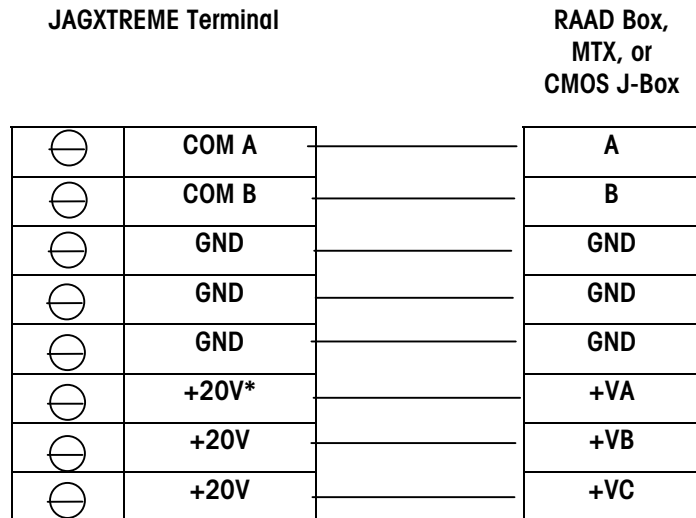 JAGXTREME Terminal RAAD Box,
MTX, or
CMOS J-Box
COM A A
COM B B
GND GND
GND GND
GND GND
+20V* +VA
+20V +VB
+20V +VC